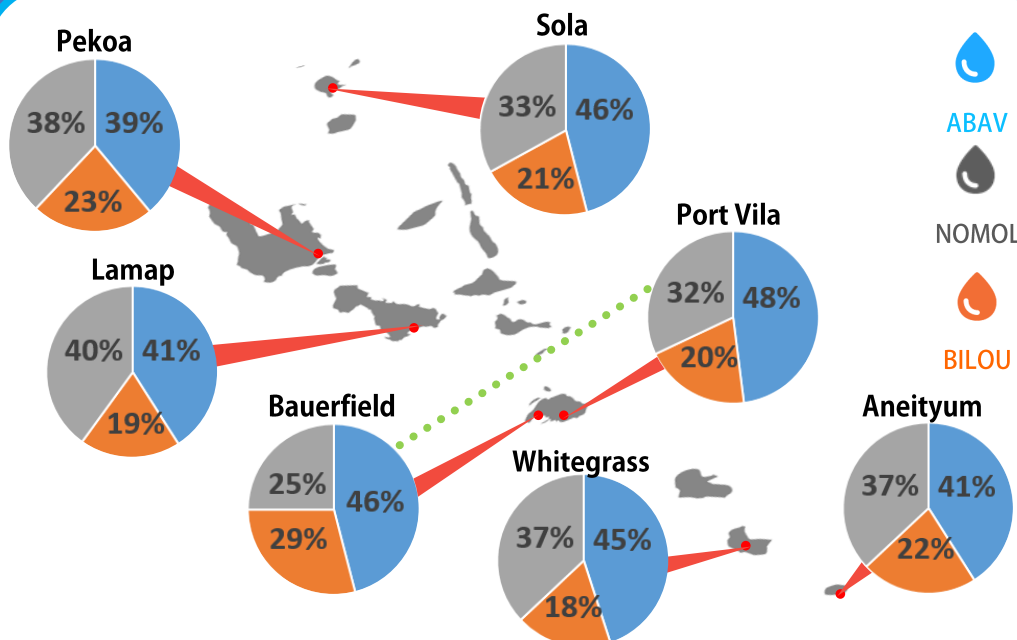 Sola
Pekoa
33% 46%
21%
38% 39%
23%
ABAV
NOMOL
BILOU
Port Vila
32% 48%
20%
Lamap
40% 41%
19%
Bauerfield
25% 46%
29%
Whitegrass
37% 45%
18%
Aneityum
37% 41%
22%